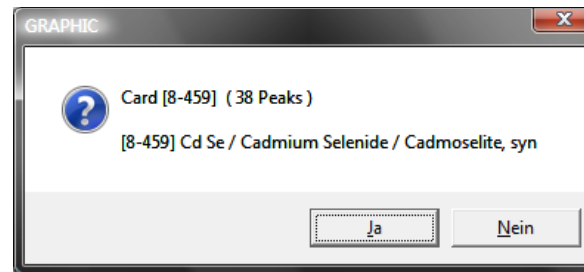 GRAPHIC
Card [8-459] ( 38 Peaks )
[8-459] Cd Se / Cadmium Selenide / Cadmoselite, syn
Ja
Nein